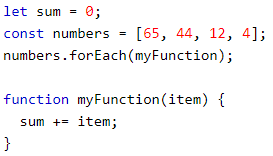 let sum = 0;
const numbers = [65, 44, 12, 4];
numbers.forEach(myFunction);

function myFunction(item) {
  sum += item;
}